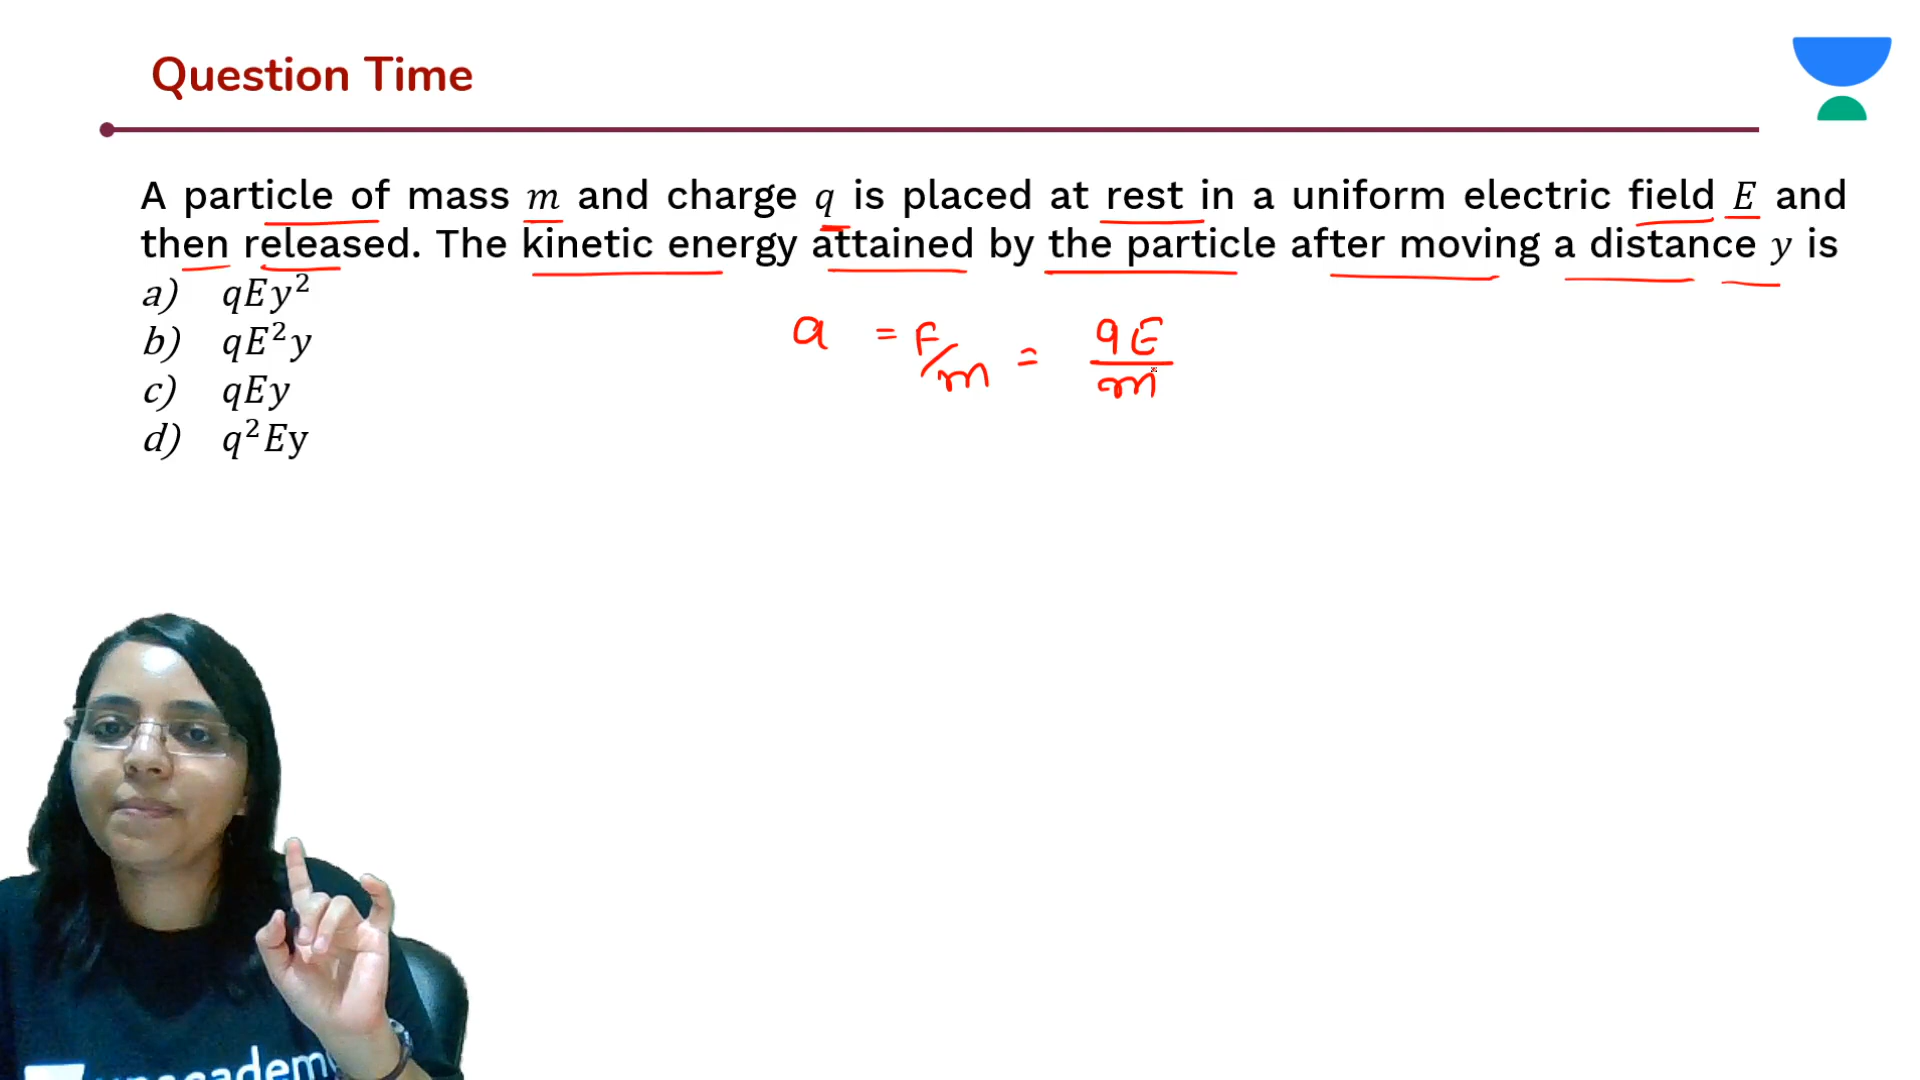 Question Time
A particle of mass m and charge q is placed at rest in a uniform electric field E and
then released. The kinetic energy attained by the particle after moving a distance y is
a) qEy²
b) qE²y
c) qEy
d) q²Ey
a = F/m = qE/m
unacadem